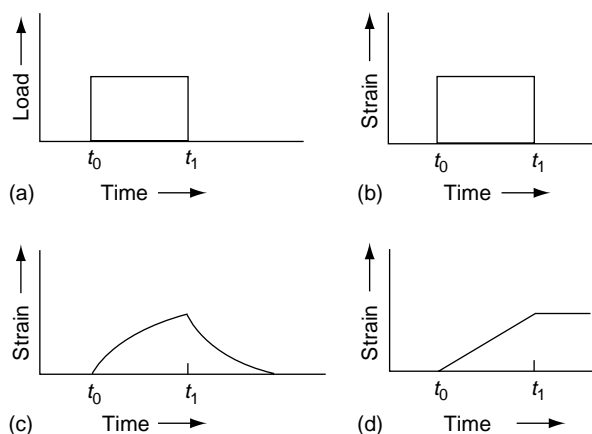 Load
t0 t1
(a) Time
Strain
t0 t1
(b) Time
Strain
t0 t1
(c) Time
Strain
t0 t1
(d) Time